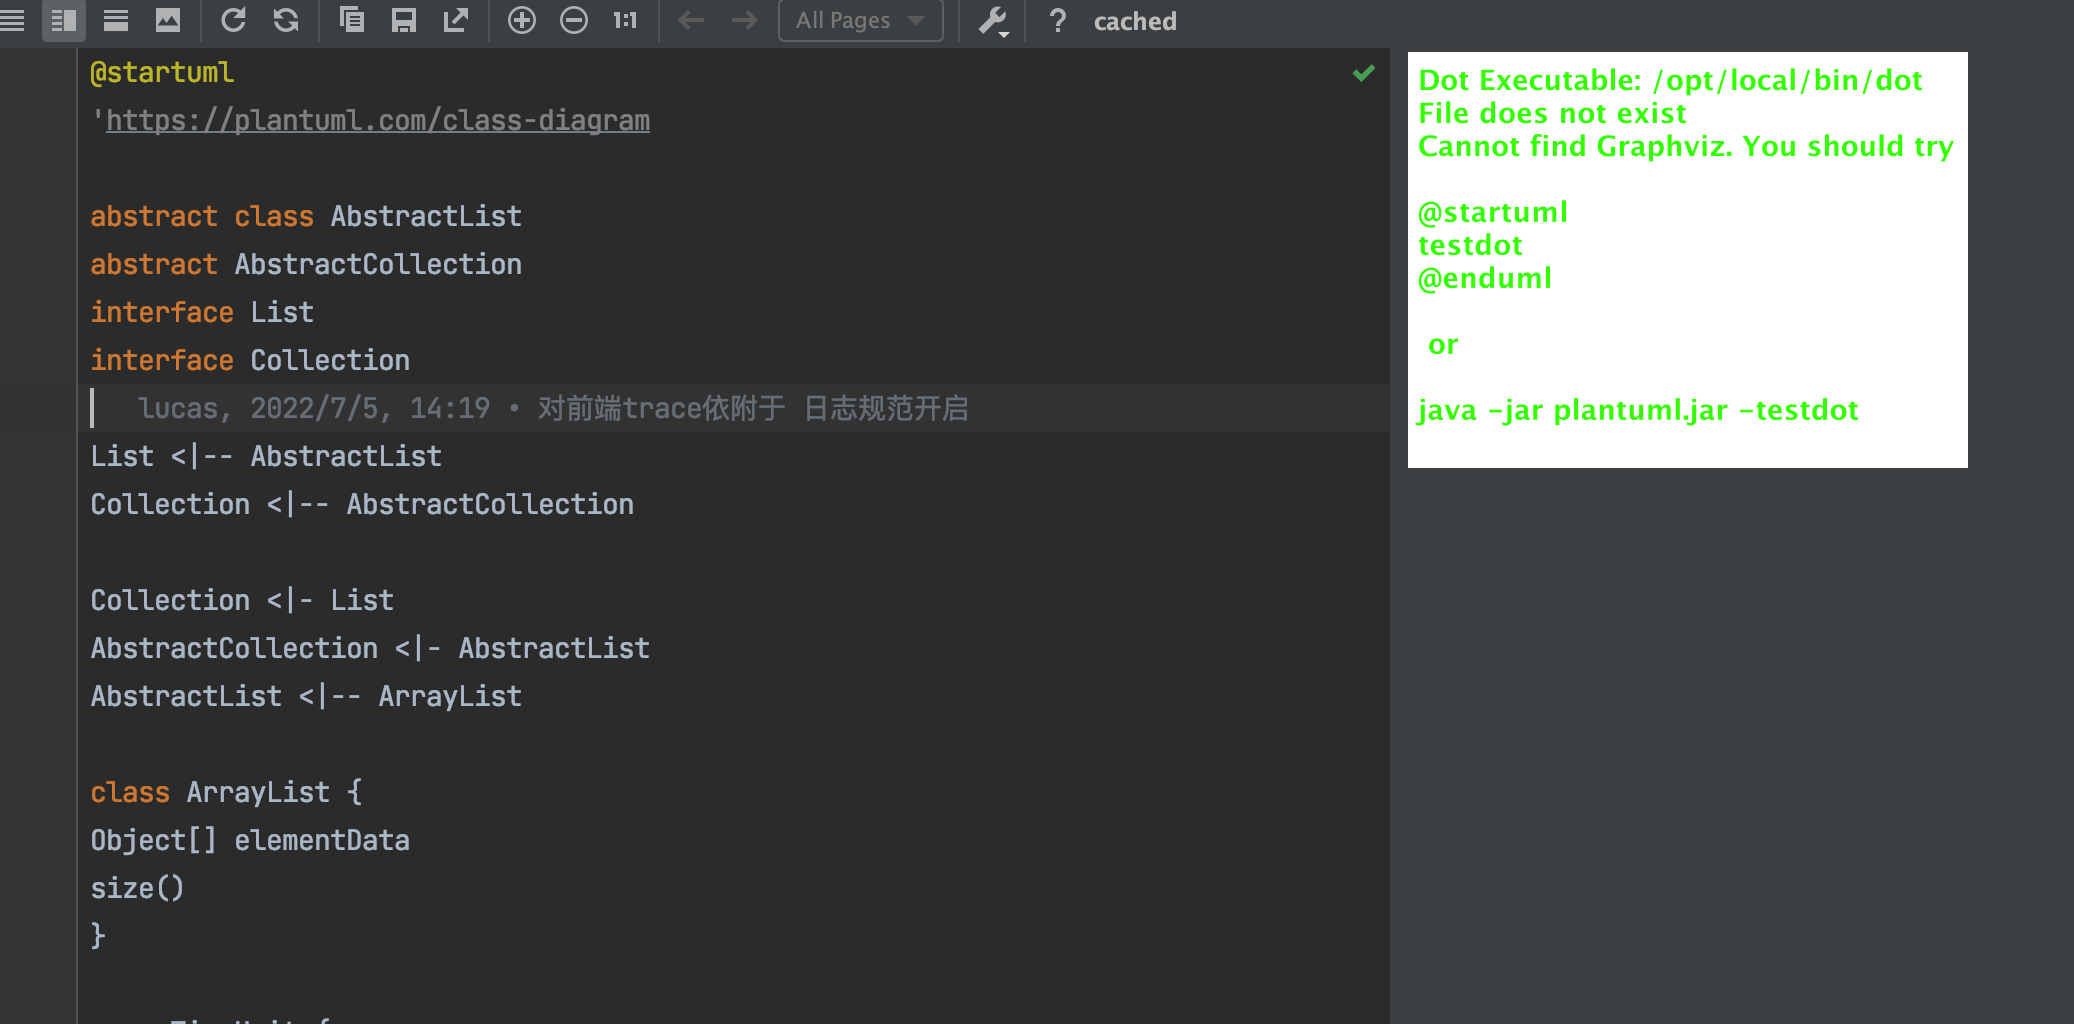 1:1 All Pages ? cached
@startuml
'https://plantuml.com/class-diagram
abstract class AbstractList
abstract AbstractCollection
interface List
interface Collection
lucas, 2022/7/5, 14:19 • 对前端trace依附于 日志规范开启
List <|-- AbstractList
Collection <|-- AbstractCollection
Collection <|- List
AbstractCollection <|- AbstractList
AbstractList <|-- ArrayList
class ArrayList {
Object[] elementData
size()
}
Dot Executable: /opt/local/bin/dot
File does not exist
Cannot find Graphviz. You should try
@startuml
testdot
@enduml
or
java -jar plantuml.jar -testdot